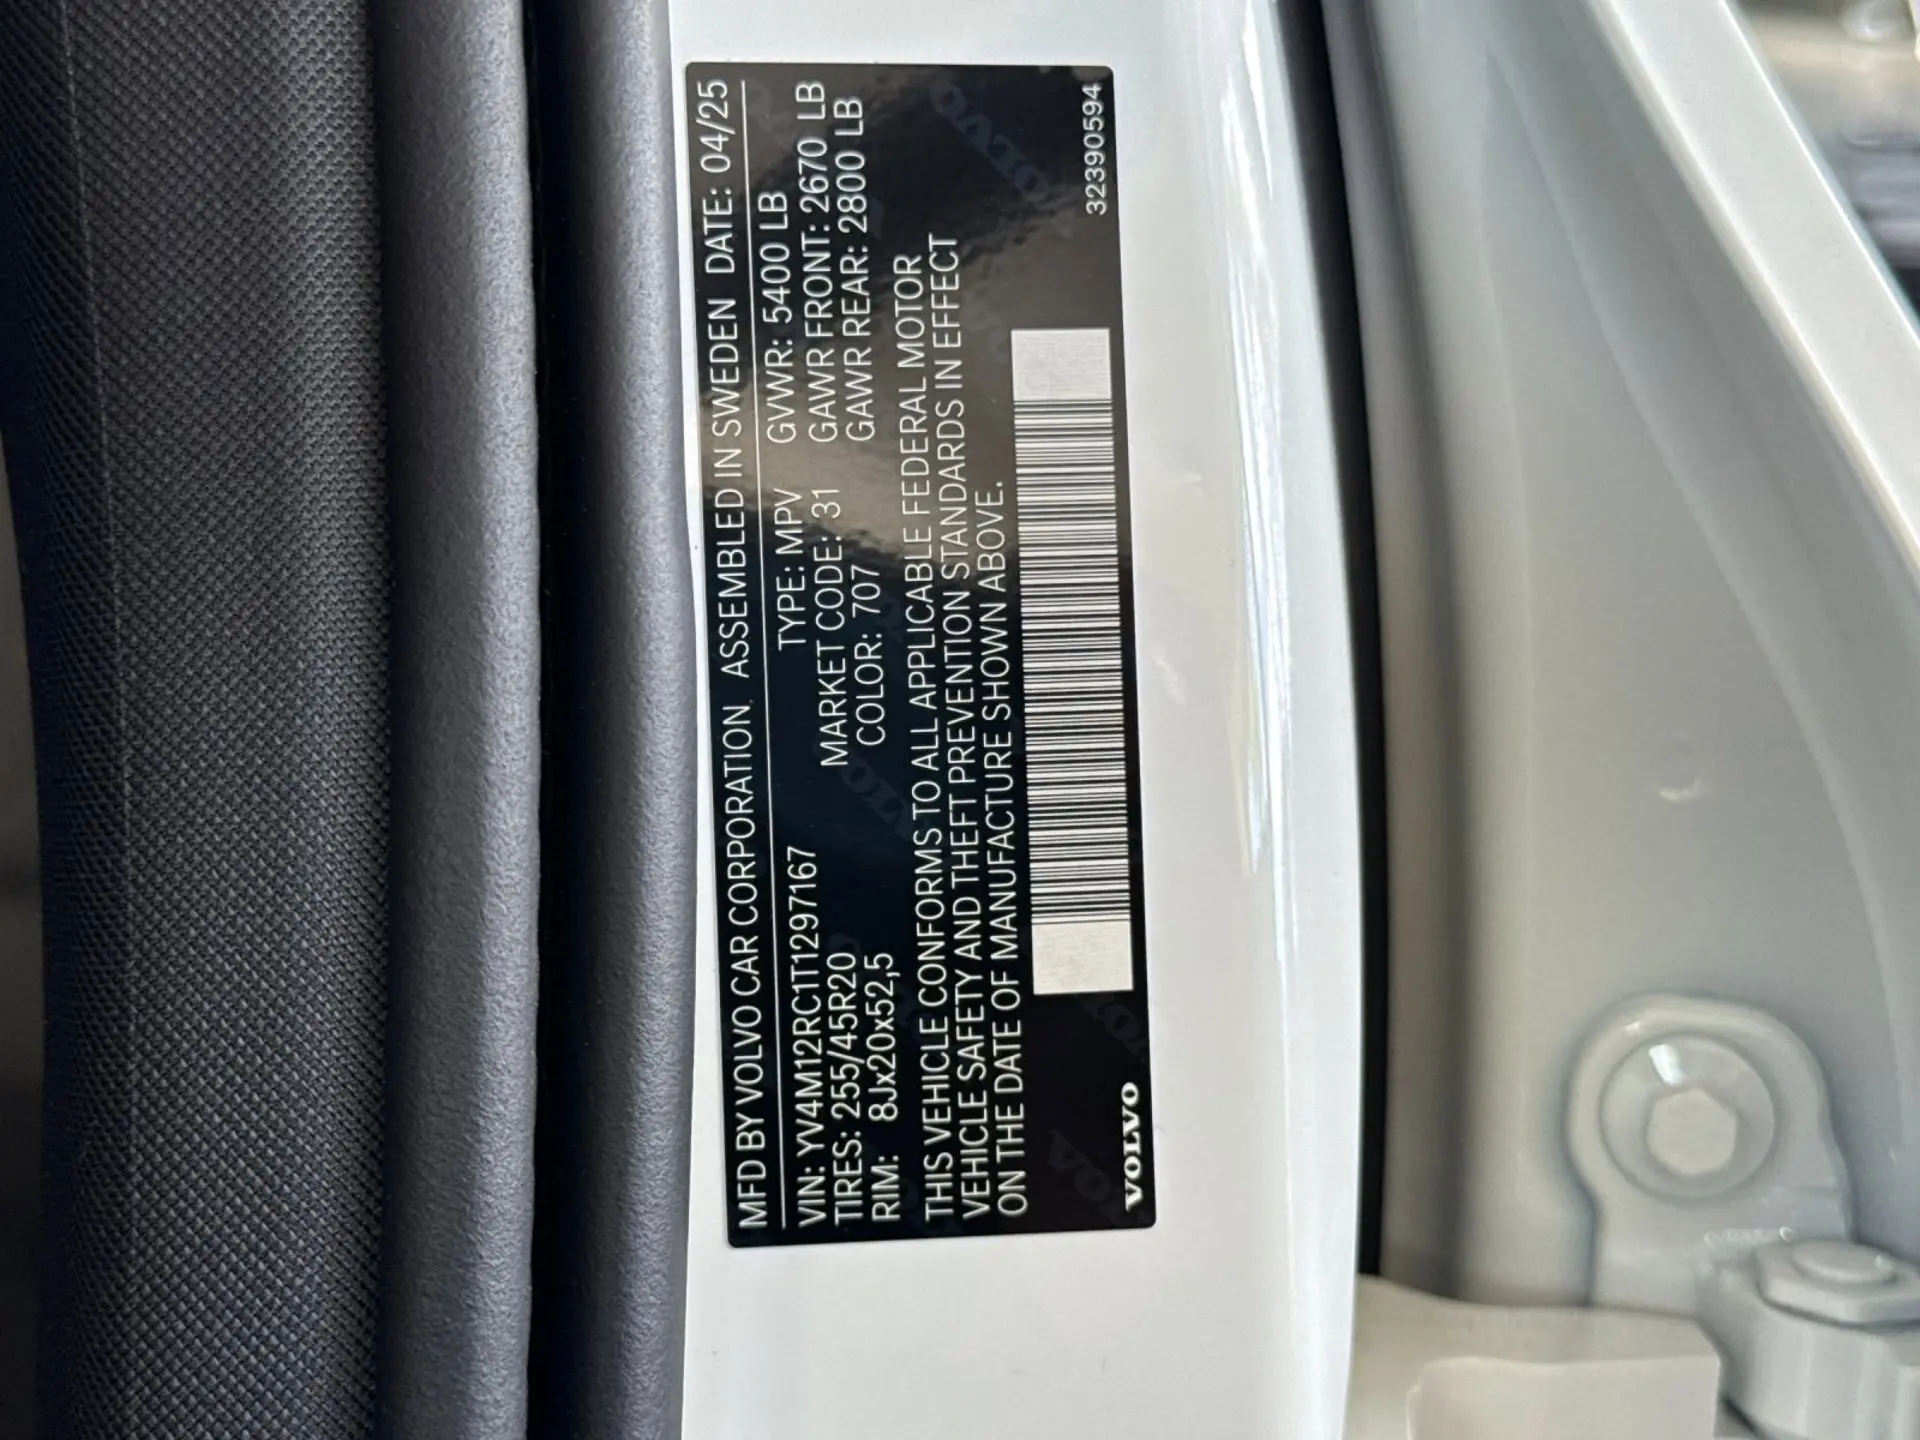 MFD BY VOLVO CAR CORPORATION, ASSEMBLED IN SWEDEN DATE: 04/25
VIN: YV4M12RC1T1297167 TYPE: MPV GVWR: 5400 LB
TIRES: 255/45R20 MARKET CODE: 31 GAWR FRONT: 2670 LB
RIM: 8Jx20x52,5 COLOR: 707 GAWR REAR: 2800 LB
THIS VEHICLE CONFORMS TO ALL APPLICABLE FEDERAL MOTOR
VEHICLE SAFETY AND THEFT PREVENTION STANDARDS IN EFFECT
ON THE DATE OF MANUFACTURE SHOWN ABOVE.
VOLVO 32390594